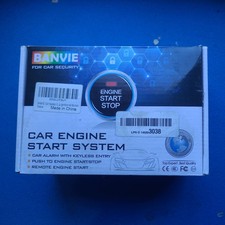 BANVIE
FOR CAR SECURITY
ENGINE
START
STOP
Made in China
3038
CAR ENGINE
START SYSTEM
CAR ALARM WITH KEYLESS ENTRY
PUSH TO ENGINE START/STOP
REMOTE ENGINE START